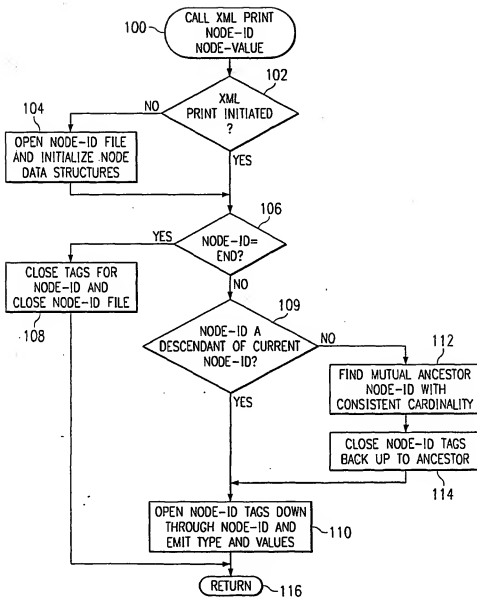 CALL XML PRINT
NODE-ID
NODE-VALUE
100
102
XML
PRINT INITIATED
?
NO
104
OPEN NODE-ID FILE
AND INITIALIZE NODE
DATA STRUCTURES
YES
106
NODE-ID=
END?
YES
CLOSE TAGS FOR
NODE-ID AND
CLOSE NODE-ID FILE
108
NO
109
NODE-ID A
DESCENDANT OF CURRENT
NODE-ID?
NO
112
FIND MUTUAL ANCESTOR
NODE-ID WITH
CONSISTENT CARDINALITY
YES
CLOSE NODE-ID TAGS
BACK UP TO ANCESTOR
114
OPEN NODE-ID TAGS DOWN
THROUGH NODE-ID AND
EMIT TYPE AND VALUES
110
RETURN
116